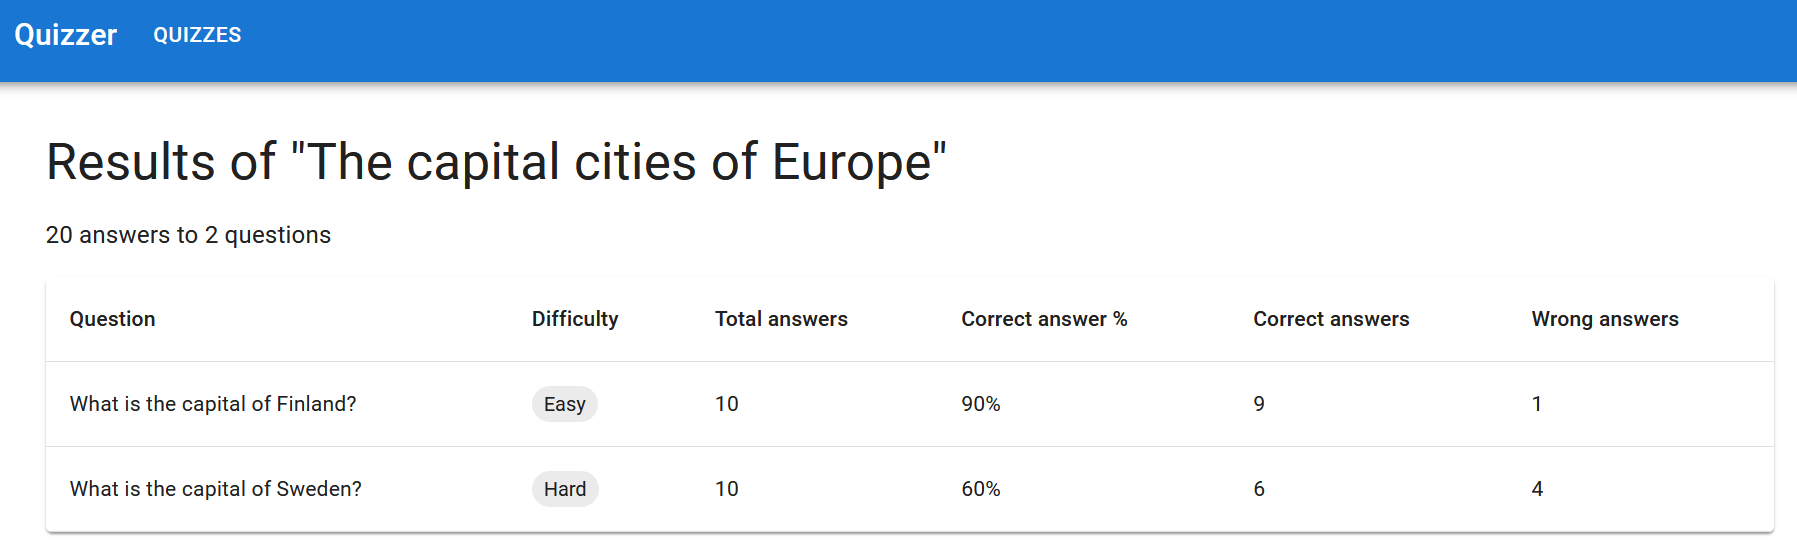 Quizzer QUIZZES
Results of "The capital cities of Europe"
20 answers to 2 questions
Question Difficulty Total answers Correct answer % Correct answers Wrong answers
What is the capital of Finland? Easy 10 90% 9 1
What is the capital of Sweden? Hard 10 60% 6 4